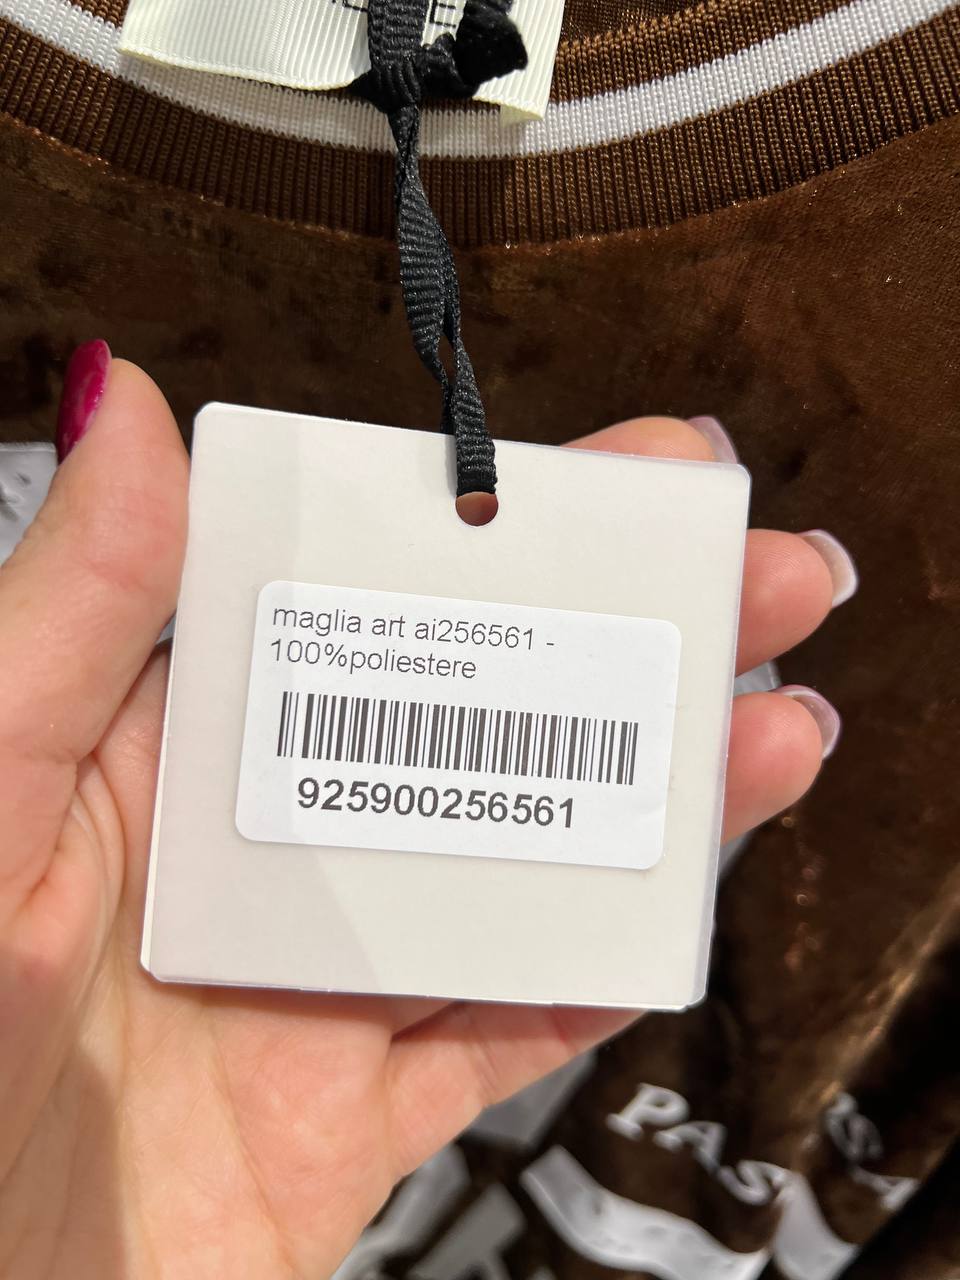 maglia art ai256561 -
100%poliestere
925900256561